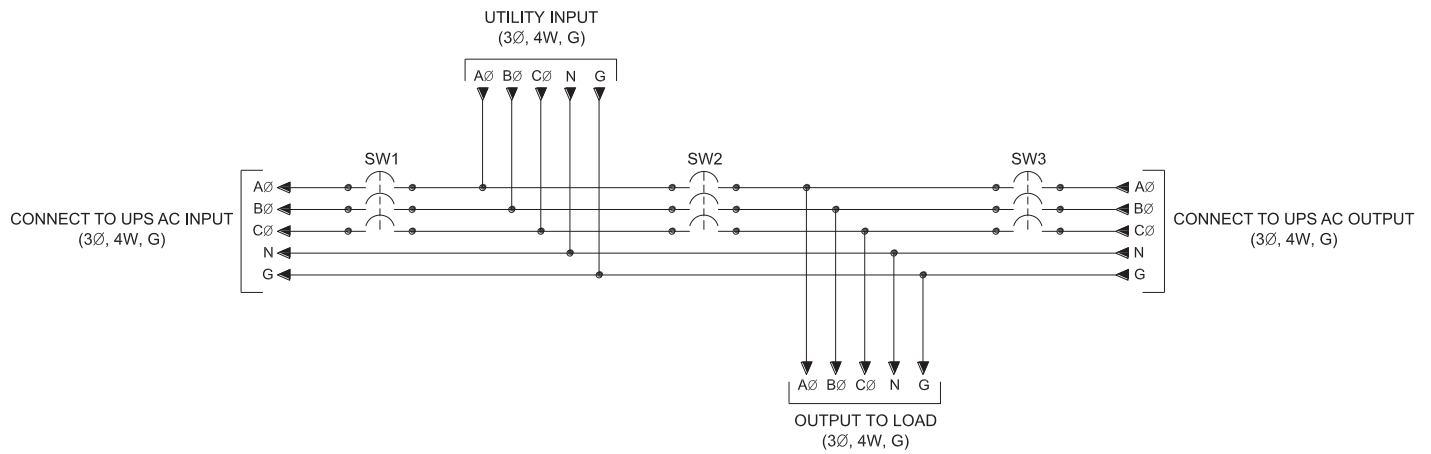 UTILITY INPUT
(3Ø, 4W, G)
AØ BØ CØ N G
SW1 SW2 SW3
CONNECT TO UPS AC INPUT
(3Ø, 4W, G)
AØ
BØ
CØ
N
G
AØ
BØ
CØ
N
G
CONNECT TO UPS AC OUTPUT
(3Ø, 4W, G)
AØ BØ CØ N G
OUTPUT TO LOAD
(3Ø, 4W, G)